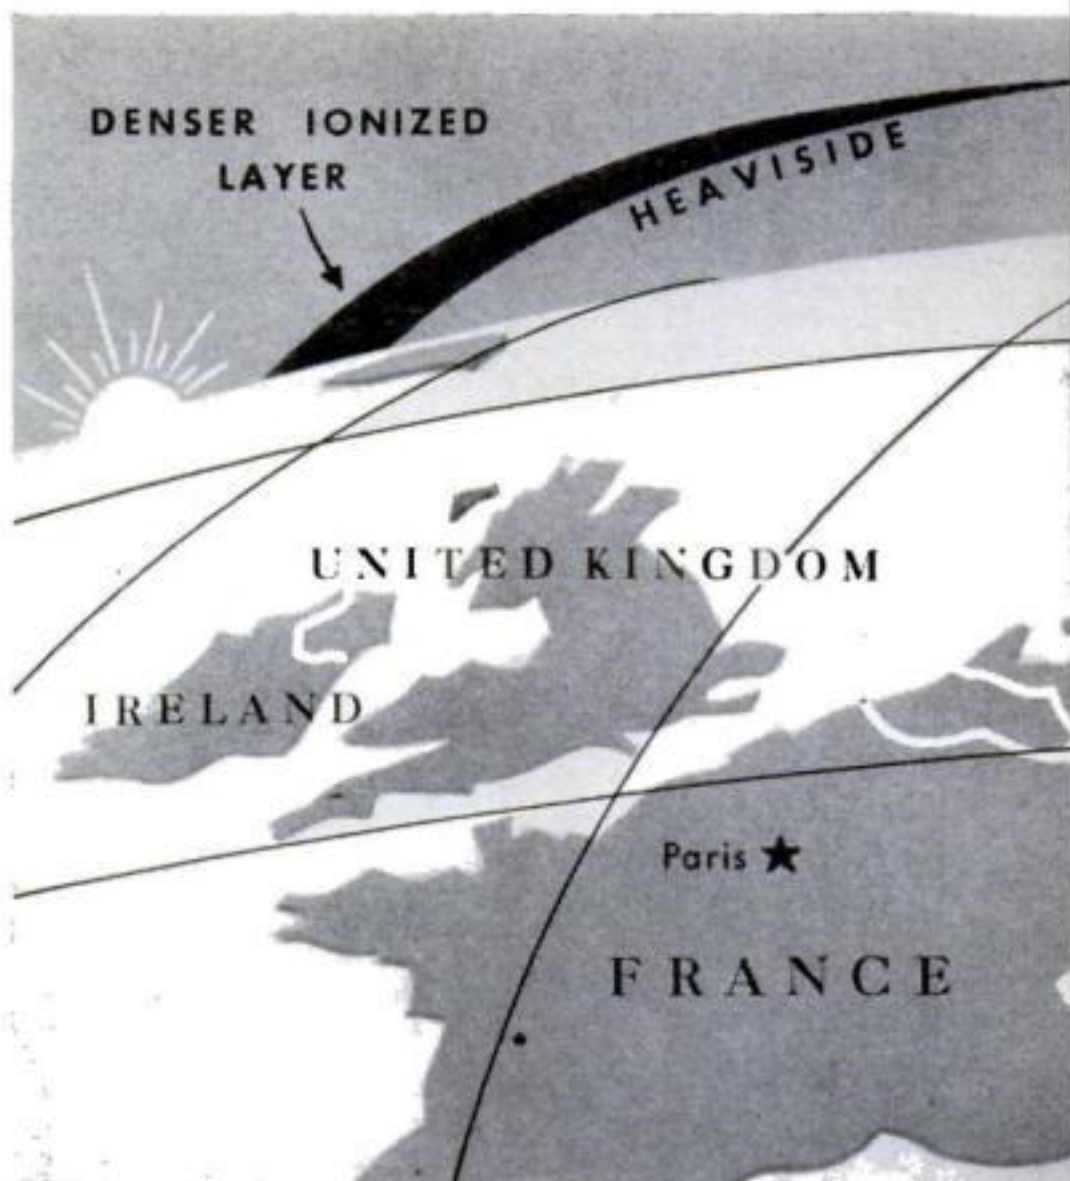 DENSER IONIZED
LAYER
HEAVISIDE
UNITED KINGDOM
IRELAND
Paris
FRANCE